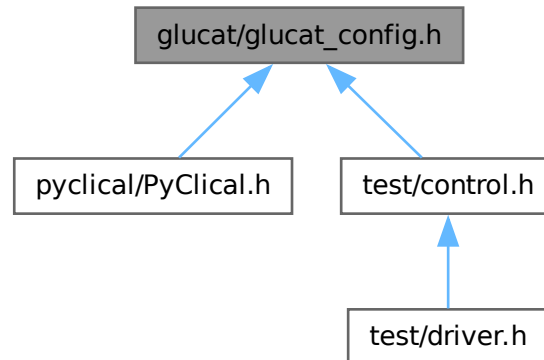 glucat/glucat_config.h
pyclical/PyClical.h
test/control.h
test/driver.h